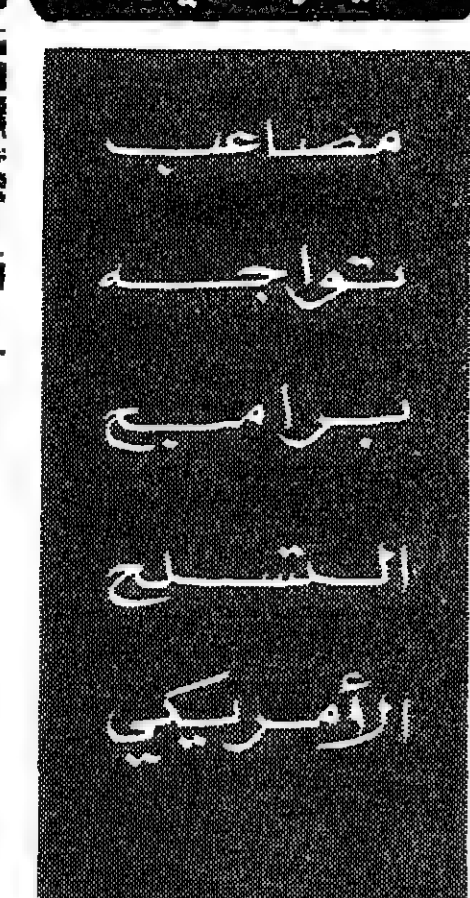 مصاعب
تواجه
برامج
التسلح
الأمريكي